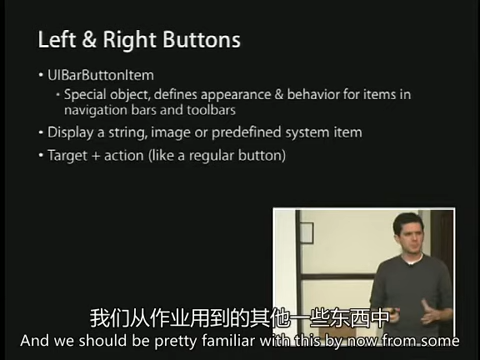 Left & Right Buttons
• UIBarButtonItem
• Special object, defines appearance & behavior for items in
navigation bars and toolbars
• Display a string, image or predefined system item
• Target + action (like a regular button)
我们从作业用到的其他一些东西中
And we should be pretty familiar with this by now from some